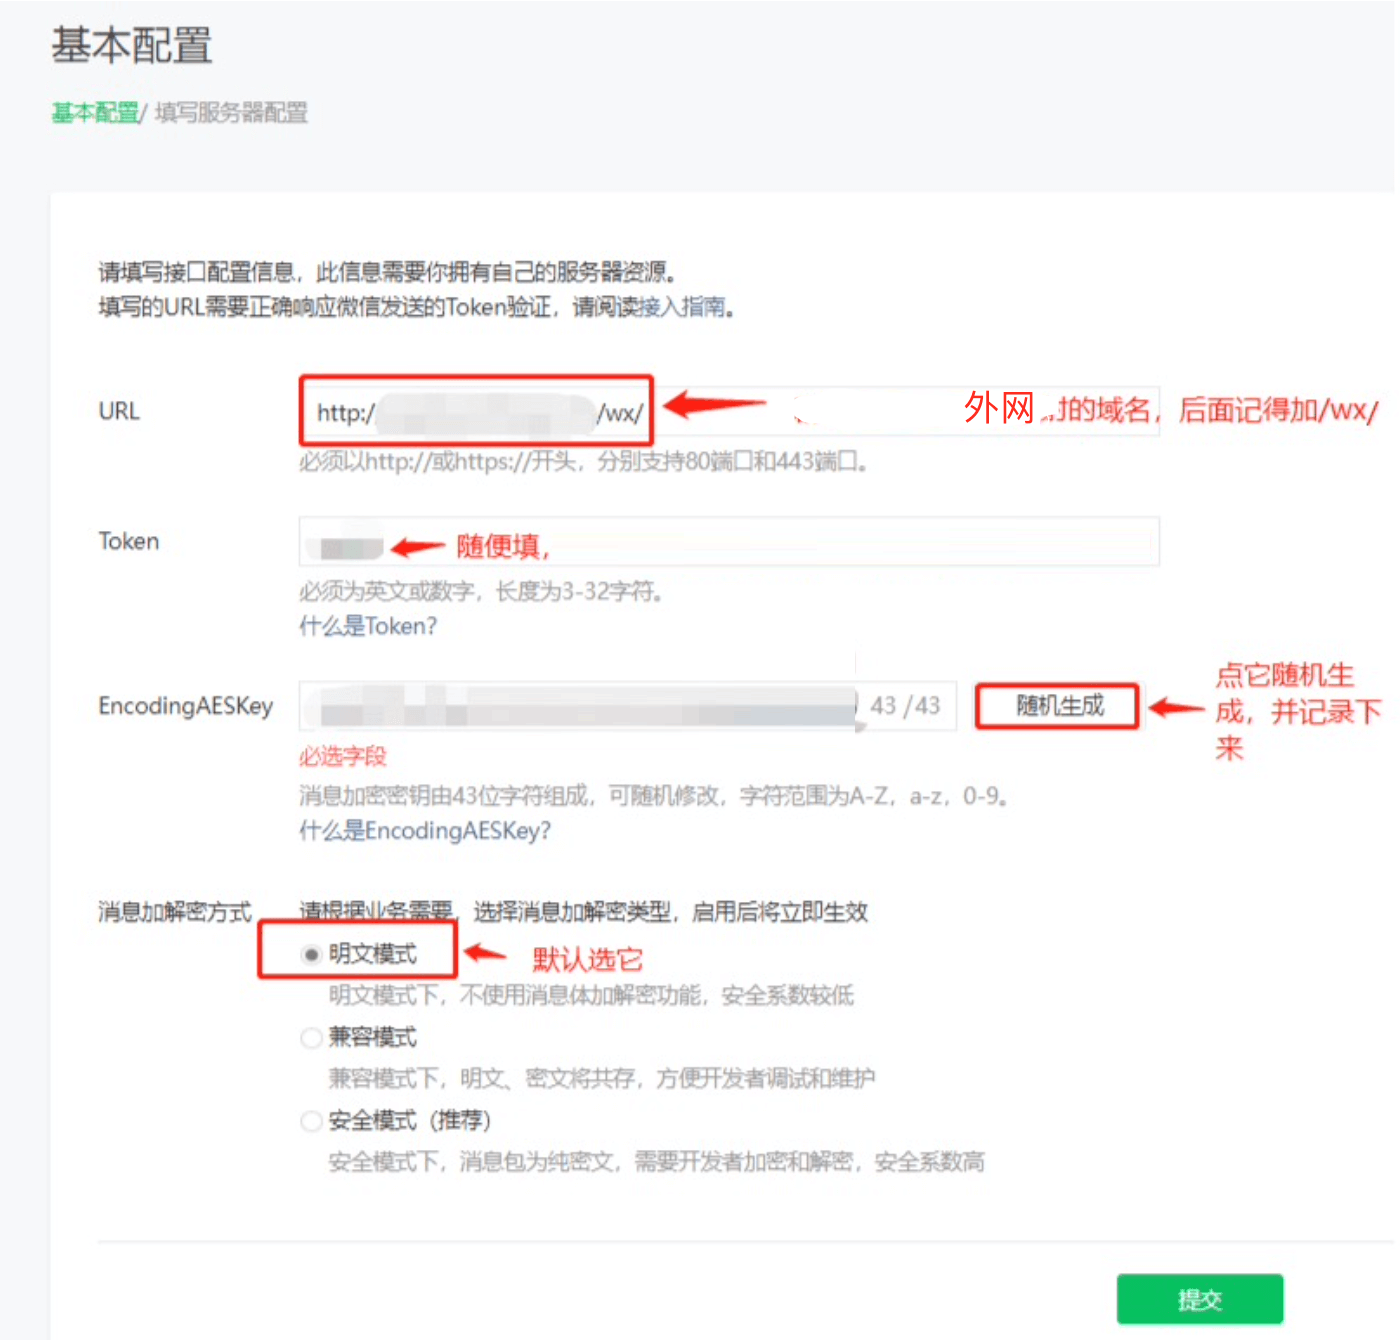 基本配置
基本配置/ 填写服务器配置
请填写接口配置信息，此信息需要你拥有自己的服务器资源。
填写的URL需要正确响应微信发送的Token验证，请阅读接入指南。
URL
http:/ /wx/
外网 的域名，后面记得加/wx/
必须以http://或https://开头，分别支持80端口和443端口。
Token
随便填，
必须为英文或数字，长度为3-32字符。
什么是Token?
EncodingAESKey
43 /43
随机生成
点它随机生
成，并记录下
来
必选字段
消息加密密钥由43位字符组成，可随机修改，字符范围为A-Z，a-z，0-9。
什么是EncodingAESKey?
消息加解密方式
请根据业务需要，选择消息加解密类型，启用后将立即生效
明文模式
默认选它
明文模式下，不使用消息体加解密功能，安全系数较低
兼容模式
兼容模式下，明文、密文将共存，方便开发者调试和维护
安全模式（推荐）
安全模式下，消息包为纯密文，需要开发者加密和解密，安全系数高
提交